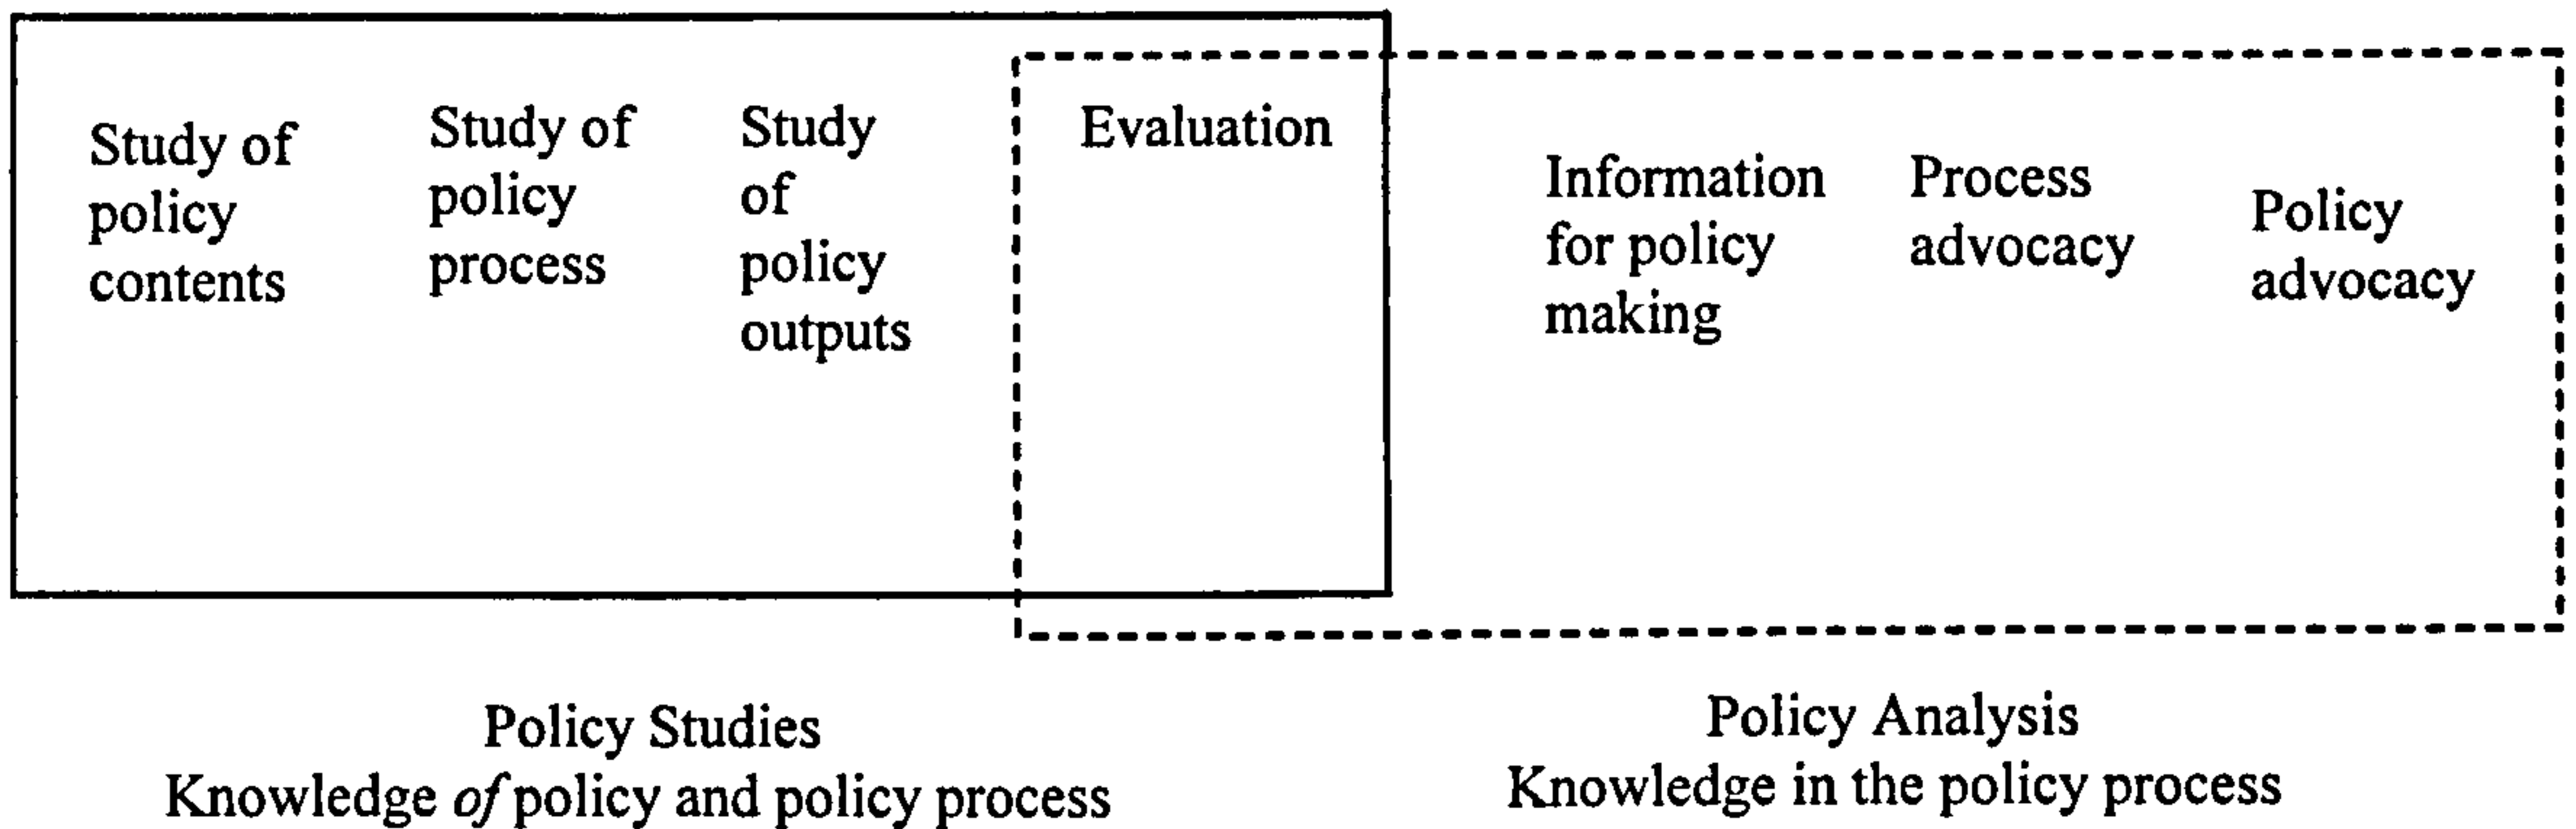 Study of
policy
contents
Study of
policy
process
Study
of
policy
outputs
Evaluation
Information
for policy
making
Process
advocacy
Policy
advocacy
Policy Studies
Knowledge of policy and policy process
Policy Analysis
Knowledge in the policy process